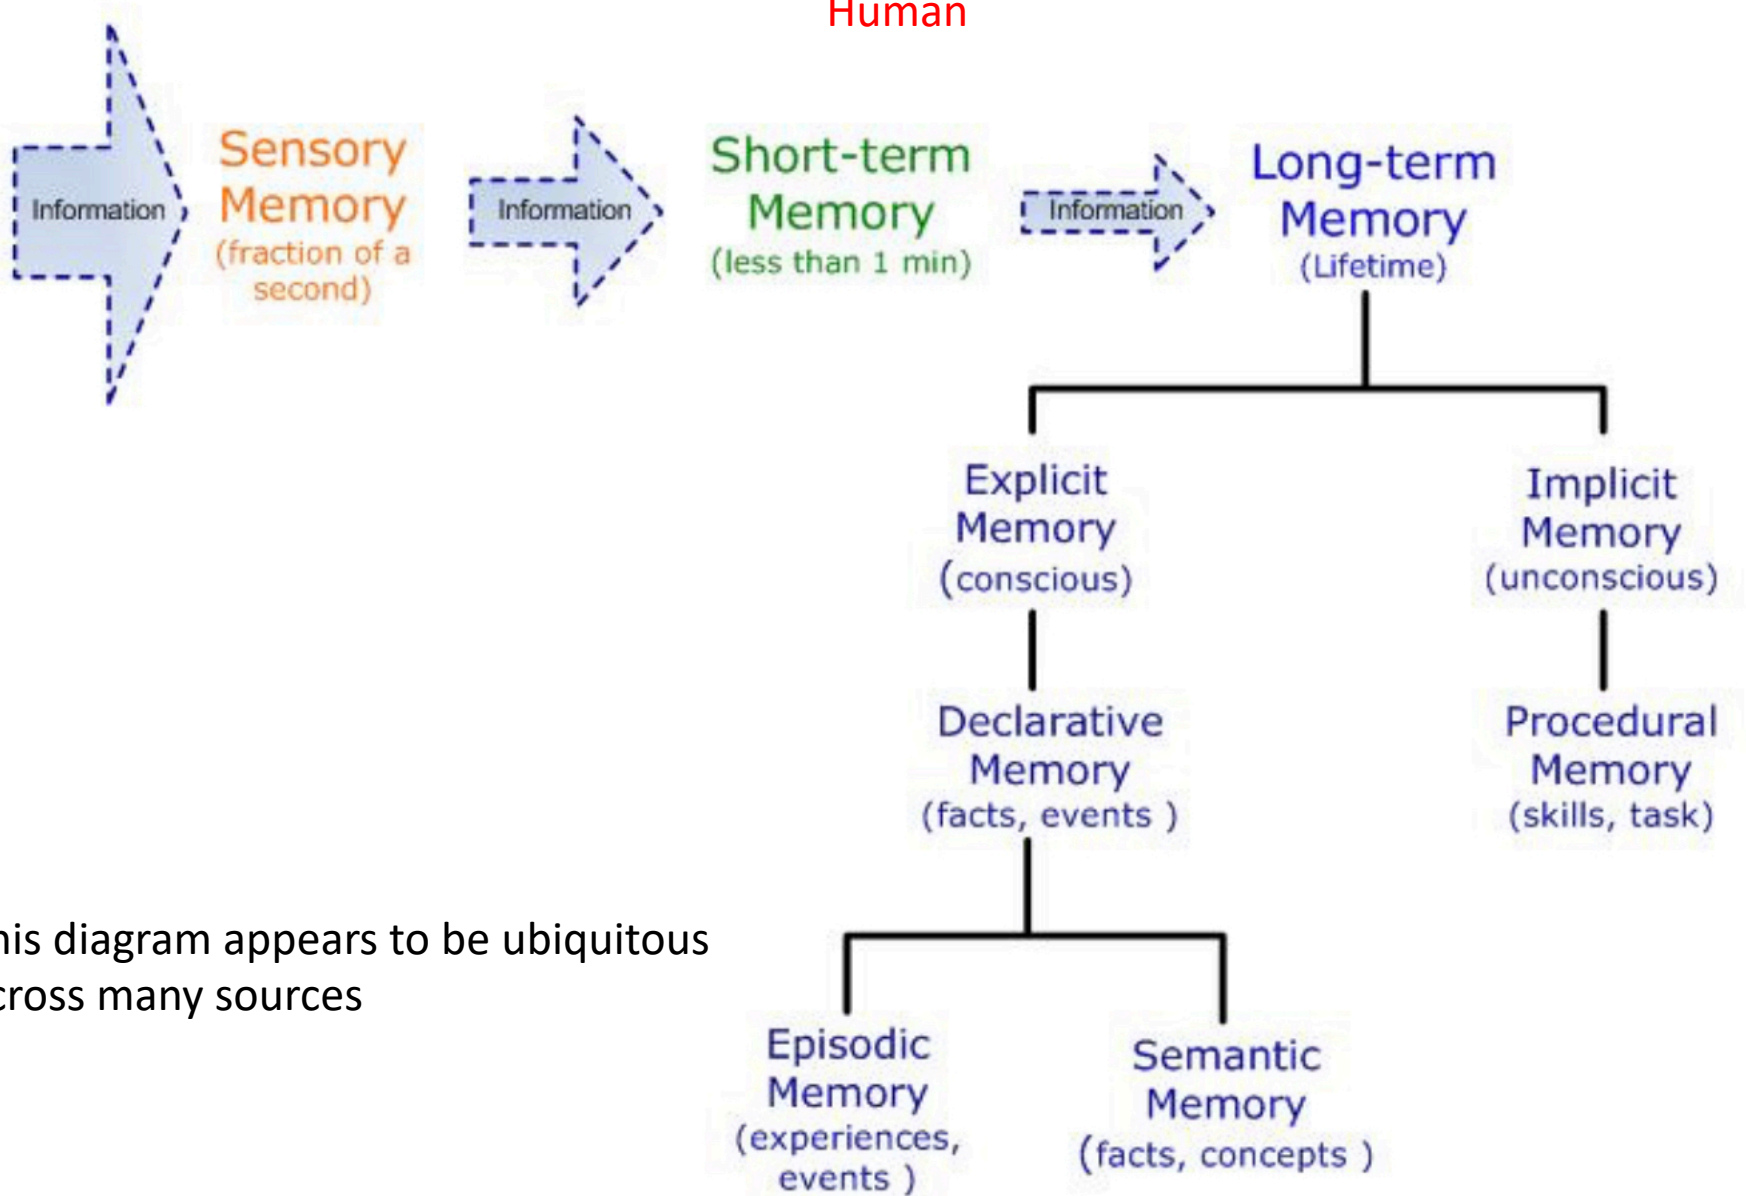 Human
Information
Sensory
Memory
(fraction of a
second)
Information
Short-term
Memory
(less than 1 min)
Information
Long-term
Memory
(Lifetime)
Explicit
Memory
(conscious)
Implicit
Memory
(unconscious)
Declarative
Memory
(facts, events )
Procedural
Memory
(skills, task)
his diagram appears to be ubiquitous
cross many sources
Episodic
Memory
(experiences,
events )
Semantic
Memory
(facts, concepts )